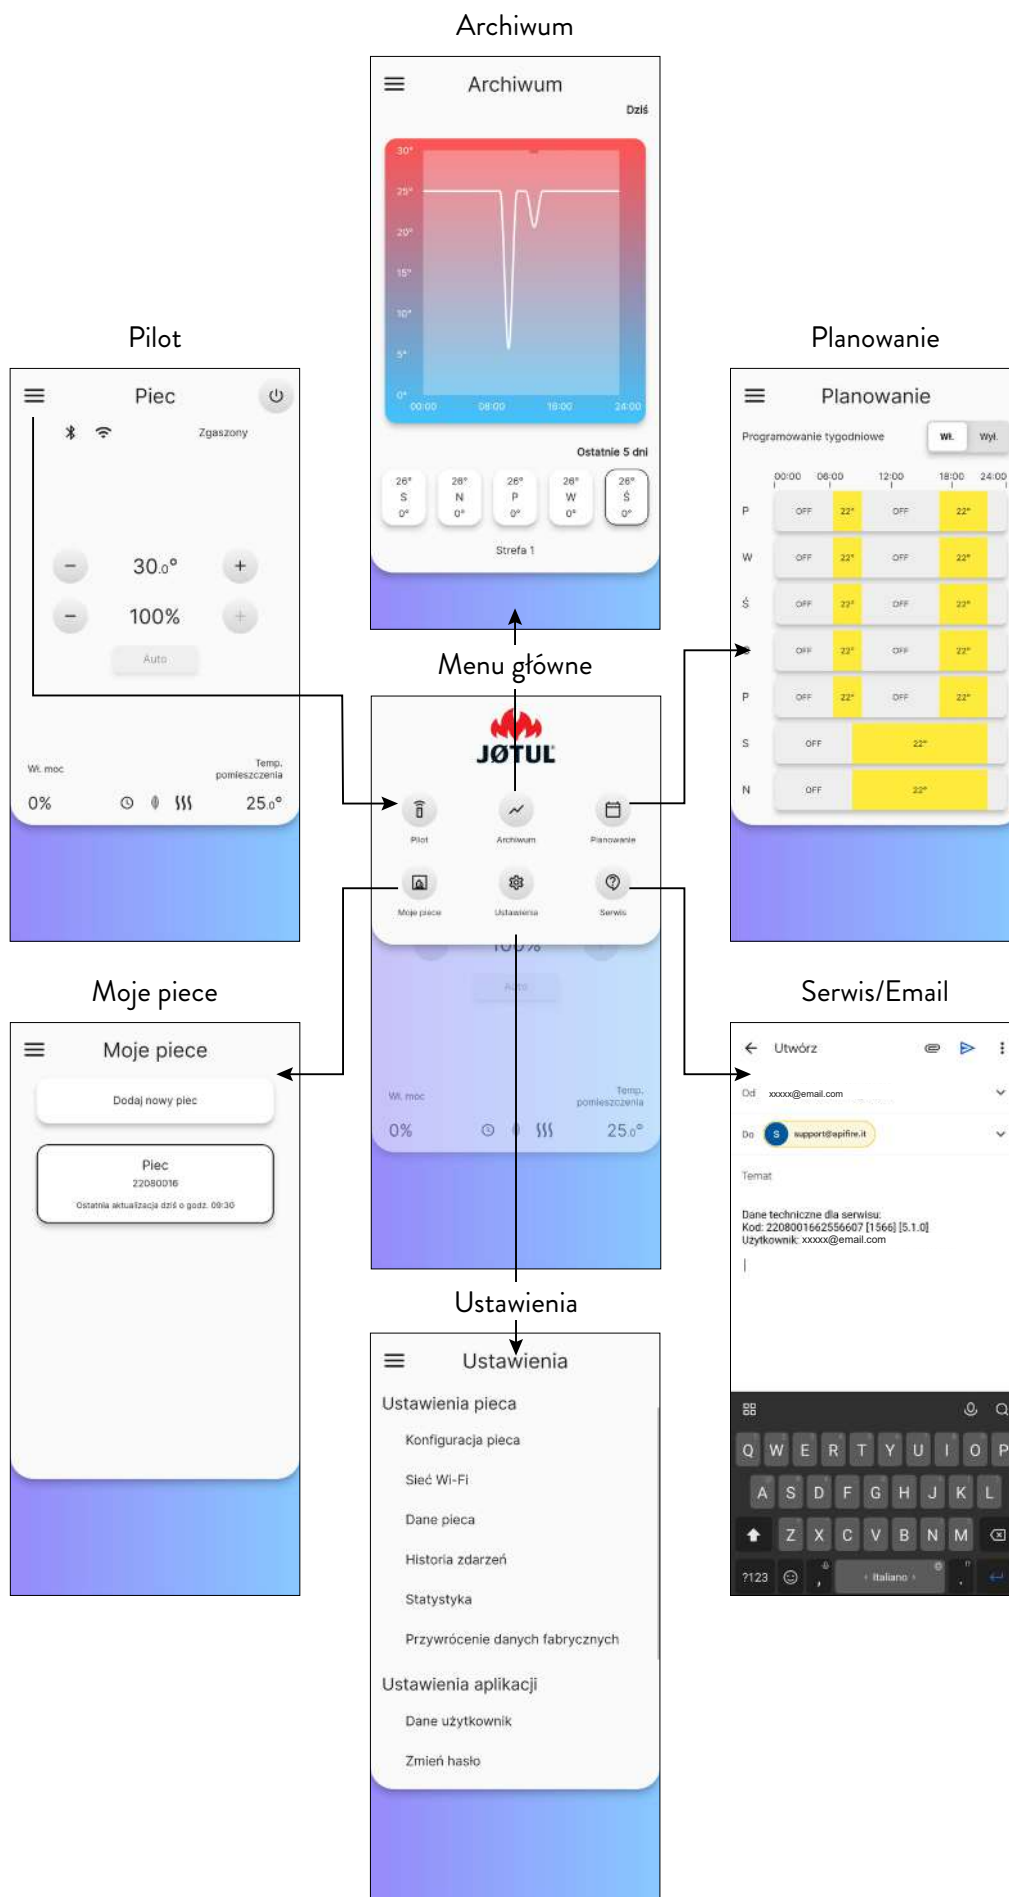 Archiwum
Archiwum
Dziś
30°
25°
20°
15°
10°
5°
0°
00:00 08:00 16:00 24:00
Ostatnie 5 dni
26° 26° 26° 26° 26°
S N P W Ś
0° 0° 0° 0° 0°
Strefa 1
Pilot
Piec
Zgaszony
30.0°
100%
Auto
Wł. moc
Temp.
pomieszczenia
0%
25.0°
Planowanie
Planowanie
Programowanie tygodniowe Wł. Wył.
00:00 06:00 12:00 18:00 24:00
P OFF 22° OFF 22°
W OFF 22° OFF 22°
Ś OFF 22° OFF 22°
OFF 22° OFF 22°
P OFF 22° OFF 22°
S OFF 22°
N OFF 22°
Menu główne
JØTUL
Pilot Archiwum Planowanie
Moje piece Ustawienia Serwis
100%
Auto
Wł. moc
Temp.
pomieszczenia
0%
25.0°
Moje piece
Moje piece
Dodaj nowy piec
Piec
22080016
Ostatnia aktualizacja dziś o godz. 09:30
Serwis/Email
Utwórz
Od xxxxx@email.com
Do S support@epifire.it
Temat
Dane techniczne dla serwisu:
Kod: 2208001662556607 [1566] [5.1.0]
Użytkownik: xxxxx@email.com
Q W E R T Y U I O P
A S D F G H J K L
Z X C V B N M
?123 , Italiano .
Ustawienia
Ustawienia
Ustawienia pieca
Konfiguracja pieca
Sieć Wi-Fi
Dane pieca
Historia zdarzeń
Statystyka
Przywrócenie danych fabrycznych
Ustawienia aplikacji
Dane użytkownik
Zmień hasło